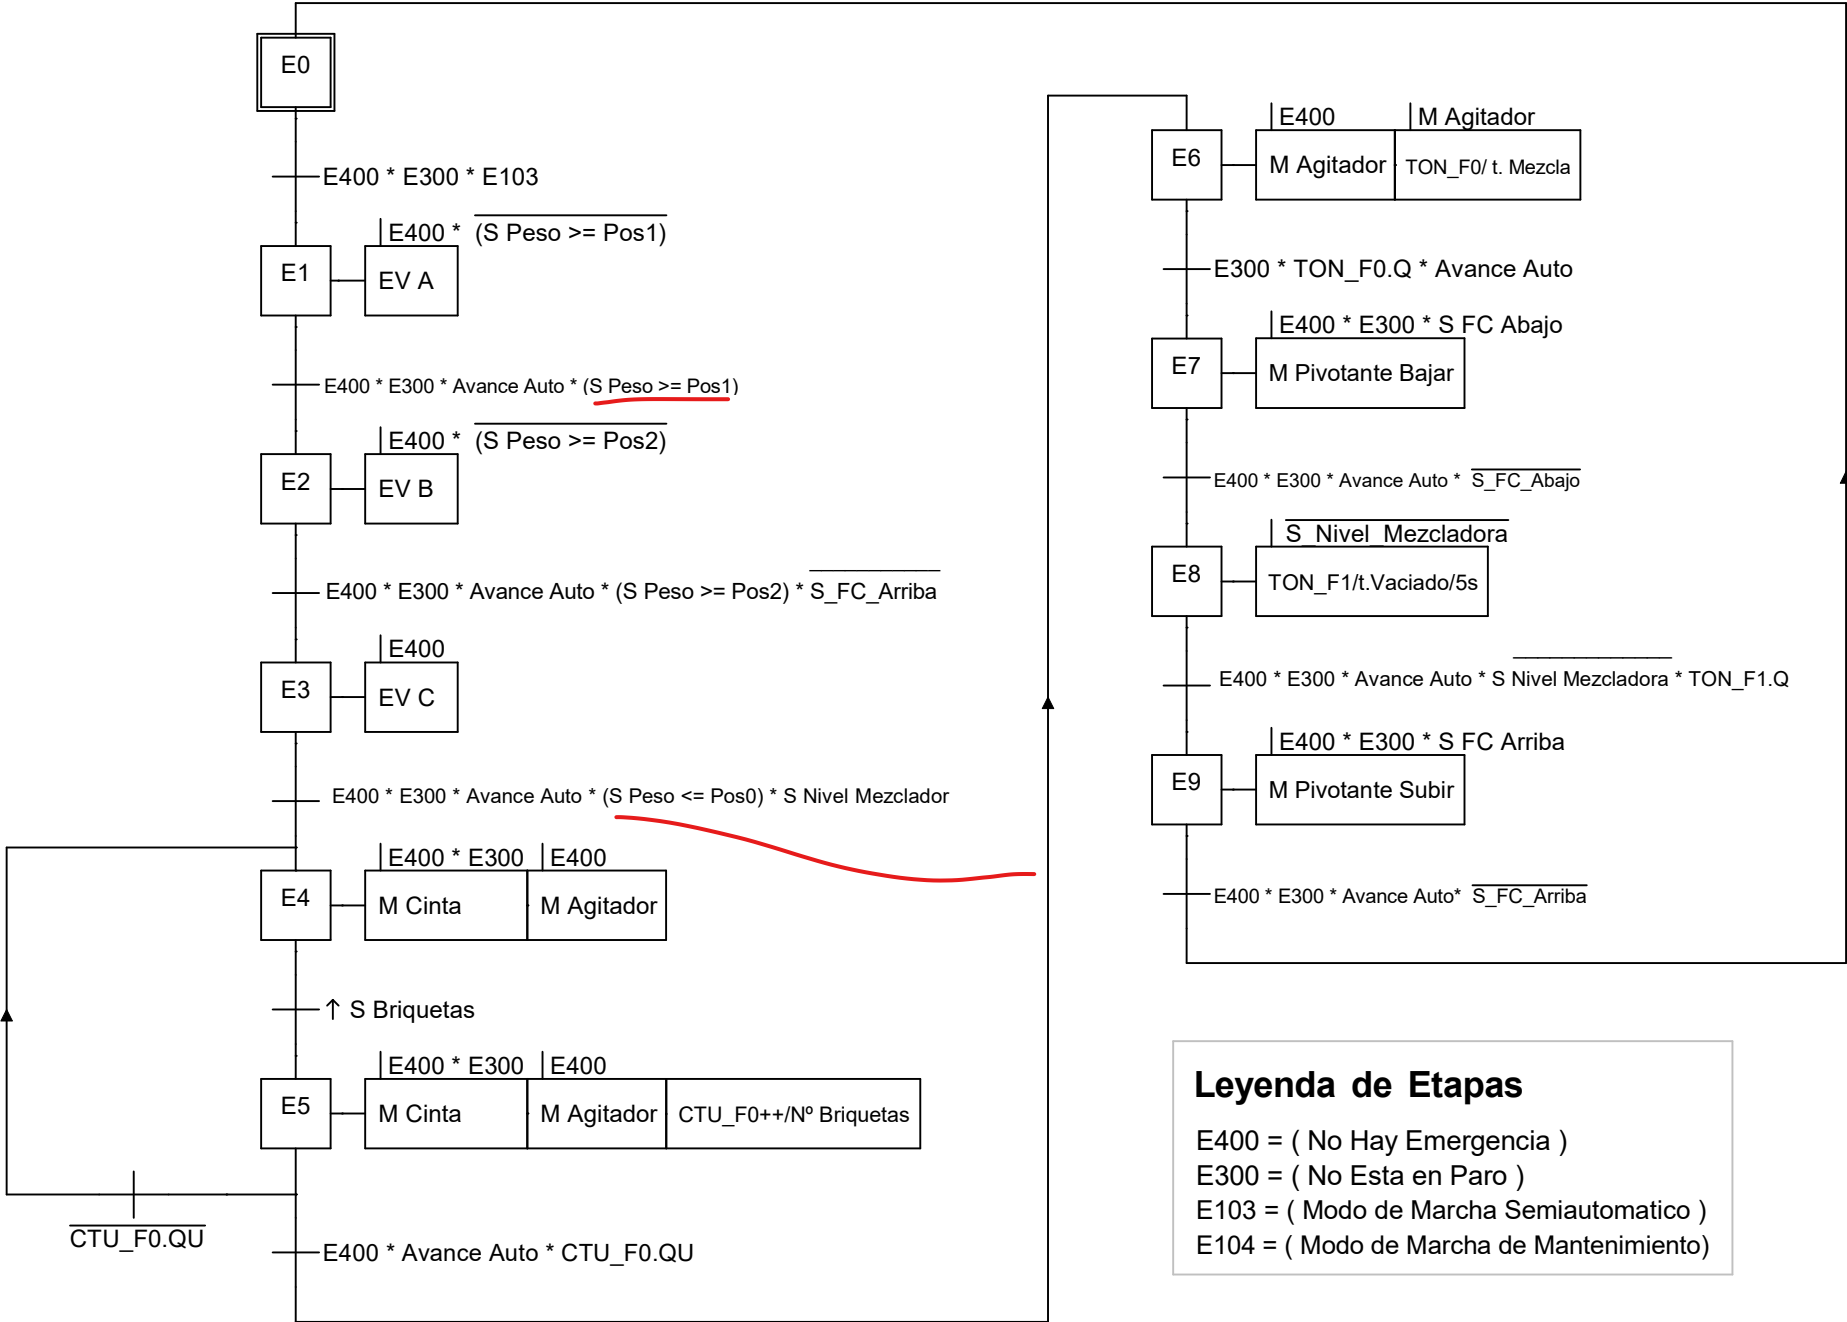 E0
E400 * E300 * E103
E400 * (S Peso >= Pos1)
E1
EV A
E400 * E300 * Avance Auto * (S Peso >= Pos1)
E400 * (S Peso >= Pos2)
E2
EV B
E400 * E300 * Avance Auto * (S Peso >= Pos2) * S_FC_Arriba
E400
E3
EV C
E400 * E300 * Avance Auto * (S Peso <= Pos0) * S Nivel Mezclador
E400 * E300
E400
E4
M Cinta
M Agitador
↑ S Briquetas
E400 * E300
E400
E5
M Cinta
M Agitador
CTU_F0++/Nº Briquetas
CTU_F0.QU
E400 * Avance Auto * CTU_F0.QU
E400
M Agitador
E6
M Agitador
TON_F0/ t. Mezcla
E300 * TON_F0.Q * Avance Auto
E400 * E300 * S FC Abajo
E7
M Pivotante Bajar
E400 * E300 * Avance Auto * S_FC_Abajo
S_Nivel_Mezcladora
E8
TON_F1/t.Vaciado/5s
E400 * E300 * Avance Auto * S Nivel Mezcladora * TON_F1.Q
E400 * E300 * S FC Arriba
E9
M Pivotante Subir
E400 * E300 * Avance Auto* S_FC_Arriba
Leyenda de Etapas
E400 = ( No Hay Emergencia )
E300 = ( No Esta en Paro )
E103 = ( Modo de Marcha Semiautomatico )
E104 = ( Modo de Marcha de Mantenimiento)